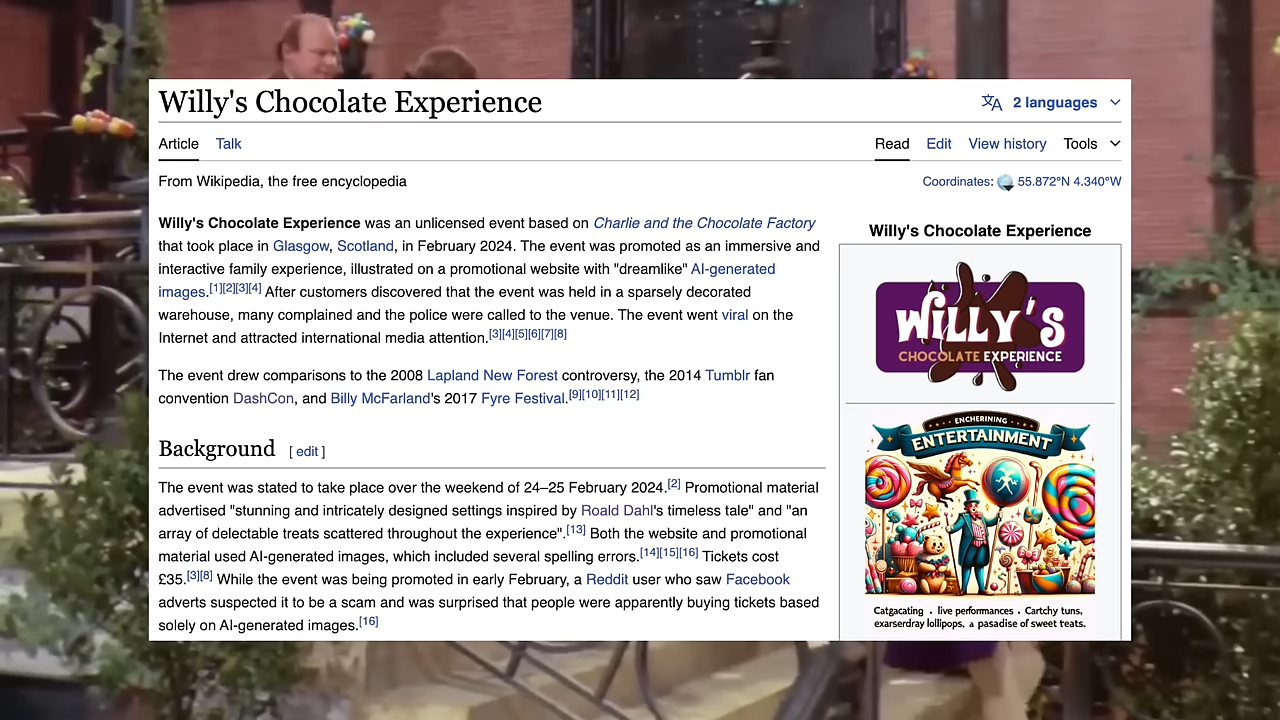 Willy's Chocolate Experience
2 languages
Article Talk
Read Edit View history Tools
From Wikipedia, the free encyclopedia
Coordinates: 55.872°N 4.340°W
Willy's Chocolate Experience was an unlicensed event based on Charlie and the Chocolate Factory
that took place in Glasgow, Scotland, in February 2024. The event was promoted as an immersive and
interactive family experience, illustrated on a promotional website with "dreamlike" AI-generated
images.[1][2][3][4] After customers discovered that the event was held in a sparsely decorated
warehouse, many complained and the police were called to the venue. The event went viral on the
Internet and attracted international media attention.[3][4][5][6][7][8]
The event drew comparisons to the 2008 Lapland New Forest controversy, the 2014 Tumblr fan
convention DashCon, and Billy McFarland's 2017 Fyre Festival.[9][10][11][12]
Background [ edit ]
The event was stated to take place over the weekend of 24–25 February 2024.[2] Promotional material
advertised "stunning and intricately designed settings inspired by Roald Dahl's timeless tale" and "an
array of delectable treats scattered throughout the experience".[13] Both the website and promotional
material used AI-generated images, which included several spelling errors.[14][15][16] Tickets cost
£35.[3][8] While the event was being promoted in early February, a Reddit user who saw Facebook
adverts suspected it to be a scam and was surprised that people were apparently buying tickets based
solely on AI-generated images.[16]
Willy's Chocolate Experience
WILLY'S
CHOCOLATE EXPERIENCE
ENCHERINING
ENTERTAINMENT
Catgacating . live performances . Cartchy tuns,
exarserdray lollipops, a pasadise of sweet teats.